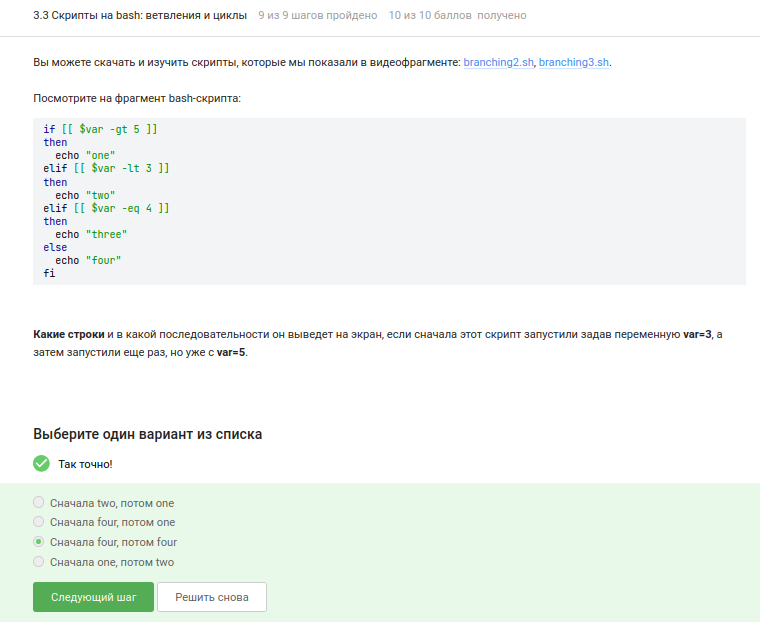 3.3 Скрипты на bash: ветвления и циклы 9 из 9 шагов пройдено 10 из 10 баллов получено
Вы можете скачать и изучить скрипты, которые мы показали в видеофрагменте: branching2.sh, branching3.sh.
Посмотрите на фрагмент bash-скрипта:
if [[ $var -gt 5 ]]
then
  echo "one"
elif [[ $var -lt 3 ]]
then
  echo "two"
elif [[ $var -eq 4 ]]
then
  echo "three"
else
  echo "four"
fi
Какие строки и в какой последовательности он выведет на экран, если сначала этот скрипт запустили задав переменную var=3, а
затем запустили еще раз, но уже с var=5.
Выберите один вариант из списка
Так точно!
Сначала two, потом one
Сначала four, потом one
Сначала four, потом four
Сначала one, потом two
Следующий шаг Решить снова